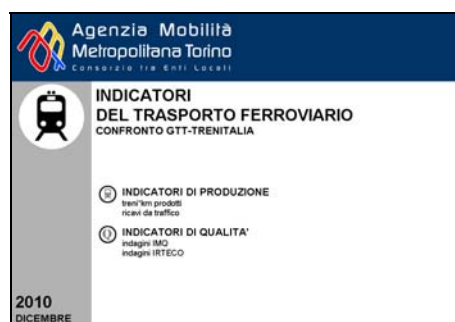 Agenzia Mobilità
Metropolitana Torino
Consorzio tra Enti Locali
INDICATORI
DEL TRASPORTO FERROVIARIO
CONFRONTO GTT-TRENITALIA
INDICATORI DI PRODUZIONE
treni*km prodotti
ricavi da traffico
Q
INDICATORI DI QUALITA'
indagini IMQ
indagini IRTECO
2010
DICEMBRE